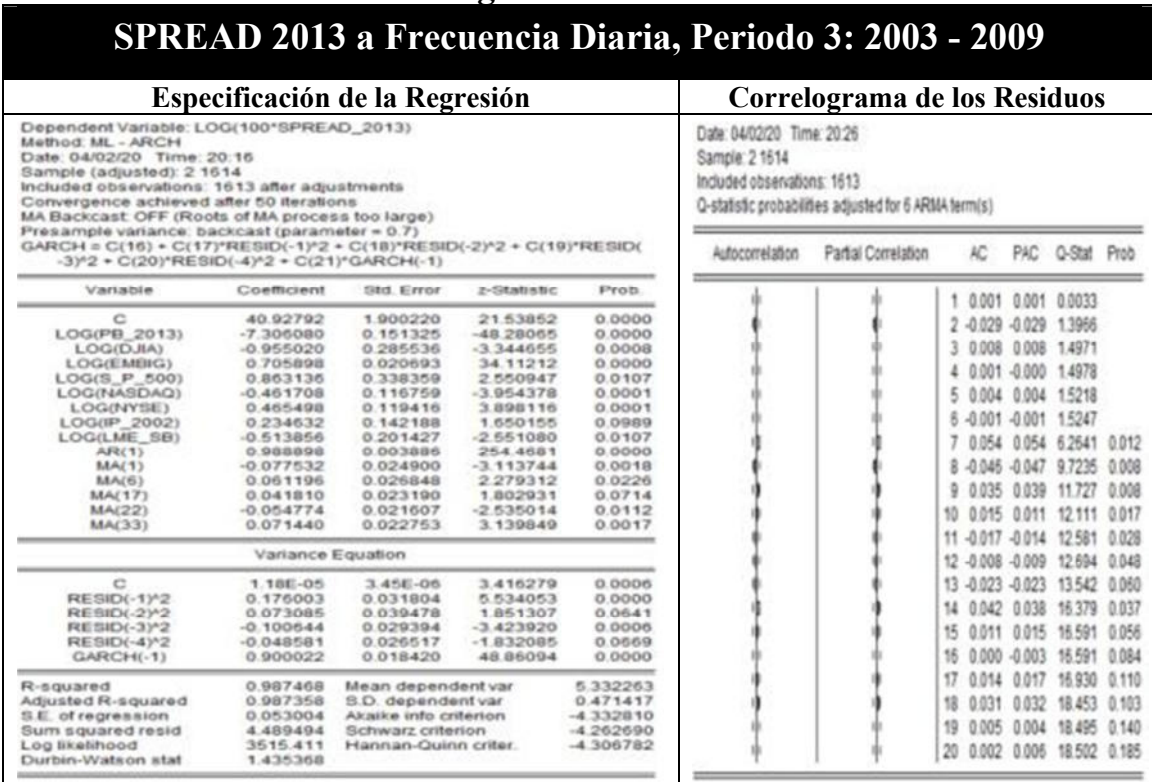 SPREAD 2013 a Frecuencia Diaria, Periodo 3: 2003 - 2009
Especificación de la Regresión
Dependent Variable: LOG(100*SPREAD_2013)
Method: ML - ARCH
Date: 04/02/20 Time: 20:16
Sample (adjusted): 2 1614
Included observations: 1613 after adjustments
Convergence achieved after 50 iterations
MA Backcast: OFF (Roots of MA process too large)
Presample variance: backcast (parameter = 0.7)
GARCH = C(16) + C(17)*RESID(-1)^2 + C(18)*RESID(-2)^2 + C(19)*RESID(
-3)^2 + C(20)*RESID(-4)^2 + C(21)*GARCH(-1)
Variable Coefficient Std. Error z-Statistic Prob.
C 40.92792 1.900220 21.53852 0.0000
LOG(PB_2013) -7.306080 0.151325 -48.28065 0.0000
LOG(DJIA) -0.955020 0.285536 -3.344655 0.0008
LOG(EMBIG) 0.705898 0.020693 34.11212 0.0000
LOG(S_P_500) 0.863136 0.338359 2.550947 0.0107
LOG(NASDAQ) -0.461708 0.116759 -3.954378 0.0001
LOG(NYSE) 0.465498 0.119416 3.898116 0.0001
LOG(IP_2002) 0.234632 0.142188 1.650155 0.0989
LOG(LME_SB) -0.513856 0.201427 -2.551080 0.0107
AR(1) 0.988898 0.003886 254.4681 0.0000
MA(1) -0.077532 0.024900 -3.113744 0.0018
MA(6) 0.061196 0.026848 2.279312 0.0226
MA(17) 0.041810 0.023190 1.802931 0.0714
MA(22) -0.054774 0.021607 -2.535014 0.0112
MA(33) 0.071440 0.022753 3.139849 0.0017
Variance Equation
C 1.18E-05 3.45E-06 3.416279 0.0006
RESID(-1)^2 0.176003 0.031804 5.534053 0.0000
RESID(-2)^2 0.073085 0.039478 1.851307 0.0641
RESID(-3)^2 -0.100644 0.029394 -3.423920 0.0006
RESID(-4)^2 -0.048581 0.026517 -1.832085 0.0669
GARCH(-1) 0.900022 0.018420 48.86094 0.0000
R-squared 0.987468 Mean dependent var 5.332263
Adjusted R-squared 0.987358 S.D. dependent var 0.471417
S.E. of regression 0.053004 Akaike info criterion -4.332810
Sum squared resid 4.489494 Schwarz criterion -4.262690
Log likelihood 3515.411 Hannan-Quinn criter. -4.306782
Durbin-Watson stat 1.435368
Correlograma de los Residuos
Date: 04/02/20 Time: 20:26
Sample: 2 1614
Included observations: 1613
Q-statistic probabilities adjusted for 6 ARMA term(s)
Autocorrelation Partial Correlation AC PAC Q-Stat Prob
1 0.001 0.001 0.0033
2 -0.029 -0.029 1.3966
3 0.008 0.008 1.4971
4 0.001 -0.000 1.4978
5 0.004 0.004 1.5218
6 -0.001 -0.001 1.5247
7 0.054 0.054 6.2641 0.012
8 -0.046 -0.047 9.7235 0.008
9 0.035 0.039 11.727 0.008
10 0.015 0.011 12.111 0.017
11 -0.017 -0.014 12.581 0.028
12 -0.008 -0.009 12.694 0.048
13 -0.023 -0.023 13.542 0.060
14 0.042 0.038 16.379 0.037
15 0.011 0.015 16.591 0.056
16 0.000 -0.003 16.591 0.084
17 0.014 0.017 16.930 0.110
18 0.031 0.032 18.453 0.103
19 0.005 0.004 18.495 0.140
20 0.002 0.006 18.502 0.185